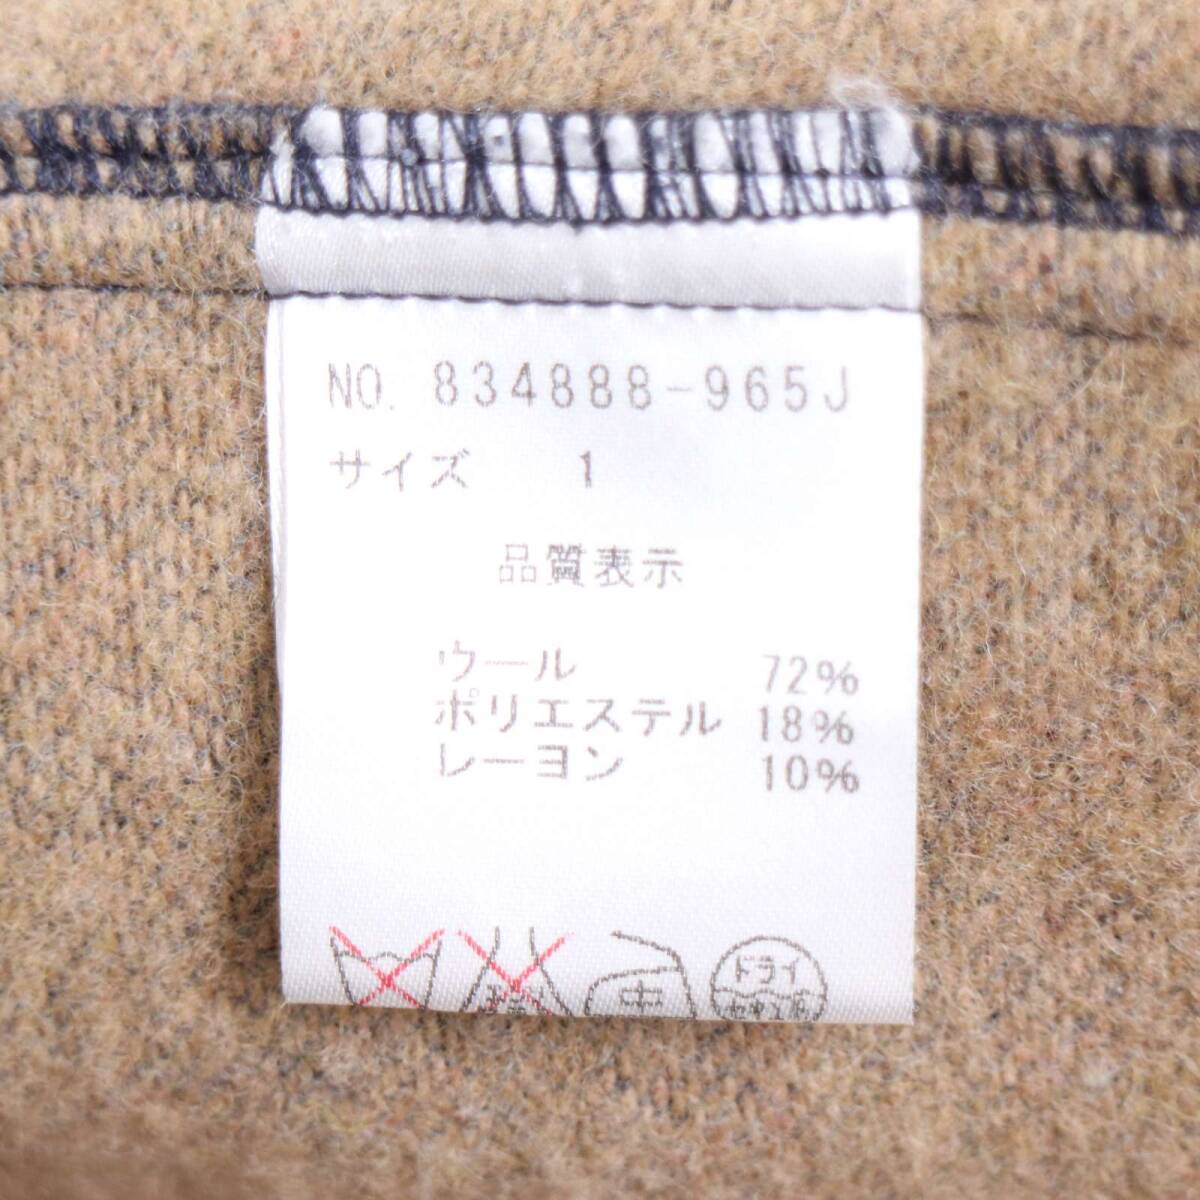 NO. 834888-965J
サイズ 1
品質表示
ウール 72%
ポリエステル 18%
レーヨン 10%
中
ドライ